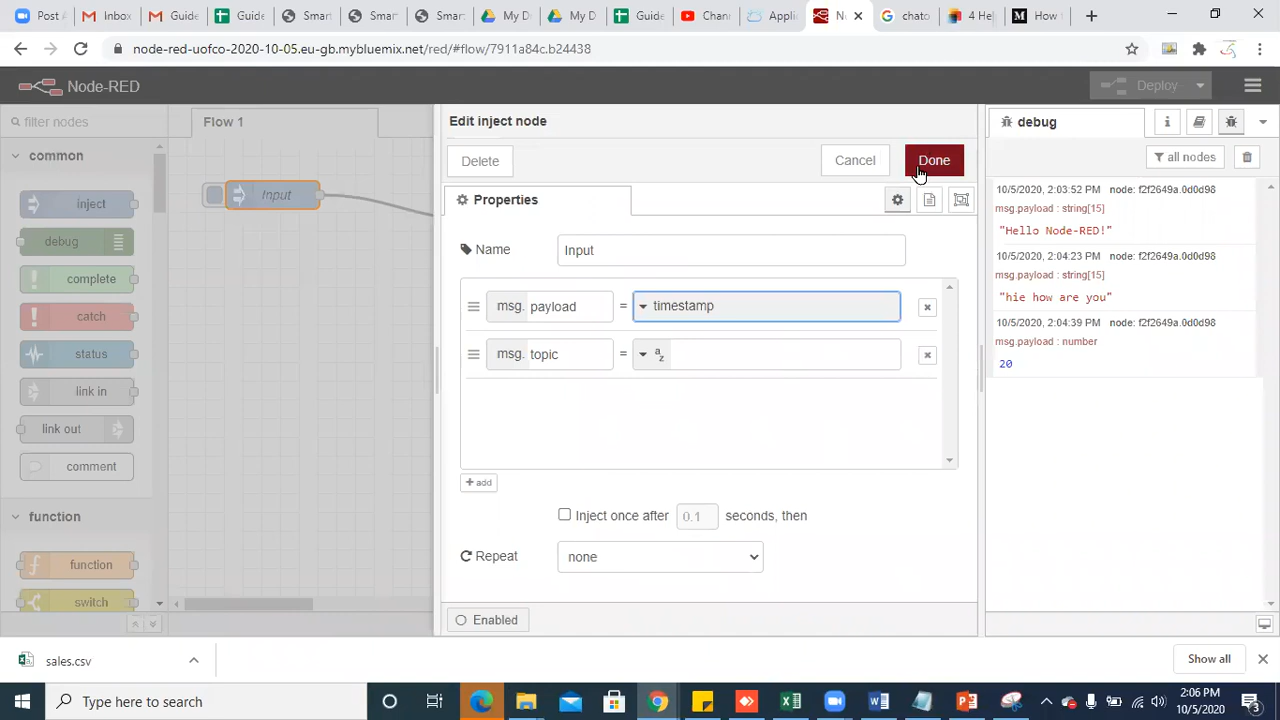 Post A
Inbox
Guide
Guide
Smart
Smar
Smar
My D
My D
Guide
Chro
Appli
N
chato
4 Help
How t
node-red-uofco-2020-10-05.eu-gb.mybluemix.net/red/#flow/7911a84c.b24438
Node-RED
Deploy
filter nodes
Flow 1
Edit inject node
debug
i
common
Delete
Cancel
Done
all nodes
inject
Input
Properties
10/5/2020, 2:03:52 PM node: f2f2649a.0d0d98
msg.payload : string[15]
"Hello Node-RED!"
debug
Name
Input
10/5/2020, 2:04:23 PM node: f2f2649a.0d0d98
msg.payload : string[15]
"hie how are you"
complete
catch
msg. payload = timestamp
10/5/2020, 2:04:39 PM node: f2f2649a.0d0d98
msg.payload : number
20
status
msg. topic = a z
link in
link out
comment
+ add
function
Inject once after 0.1 seconds, then
function
Repeat
none
switch
Enabled
sales.csv
Show all
Type here to search
2:06 PM
10/5/2020
3